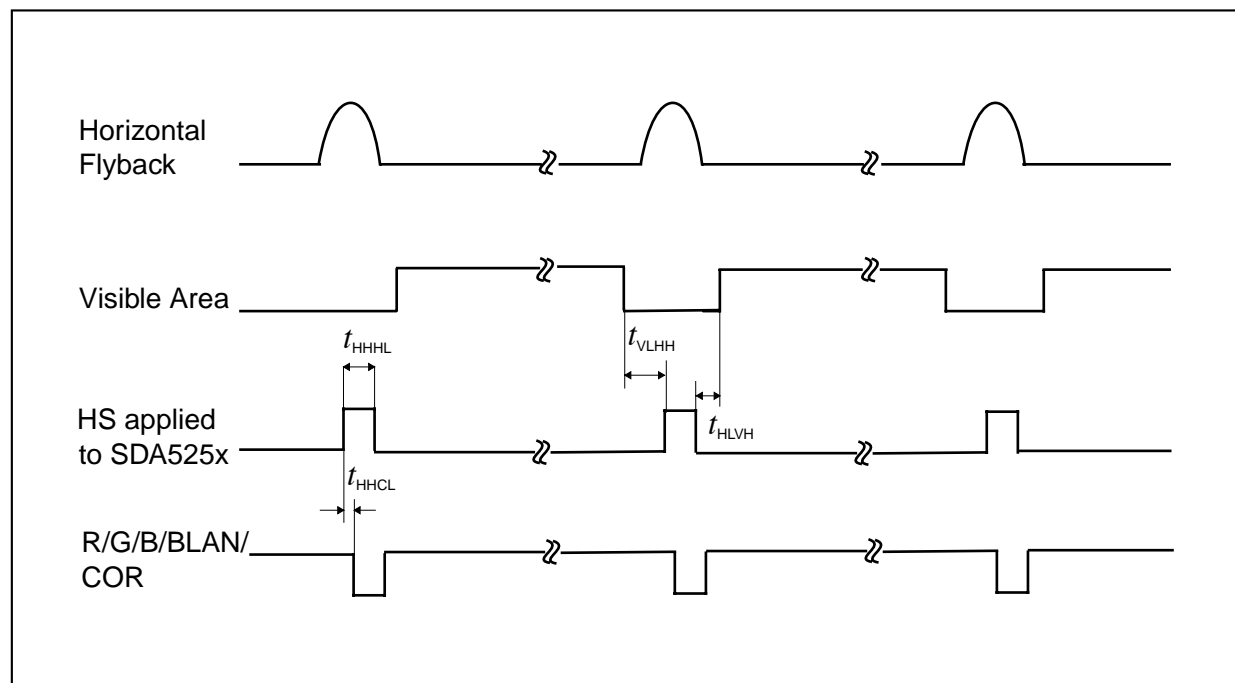 Horizontal
Flyback
Visible Area
tHHHL
tVLHH
HS applied
to SDA525x
tHLVH
tHHCL
R/G/B/BLAN/
COR